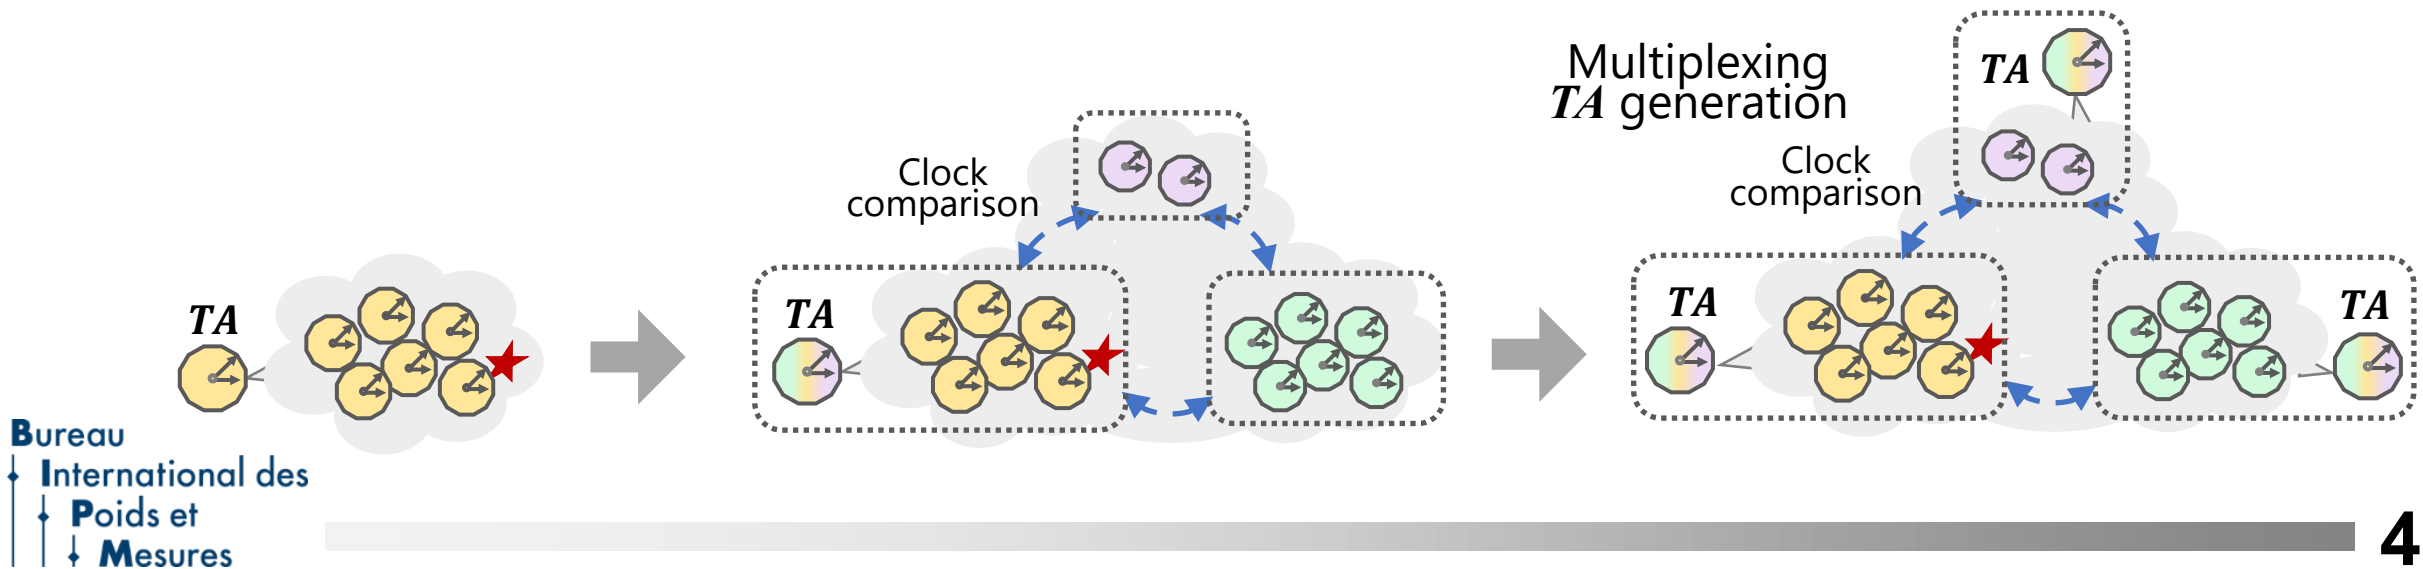 TA
Clock
comparison
TA
Multiplexing
TA generation
Clock
comparison
TA
TA
TA
Bureau
International des
Poids et
Mesures
4